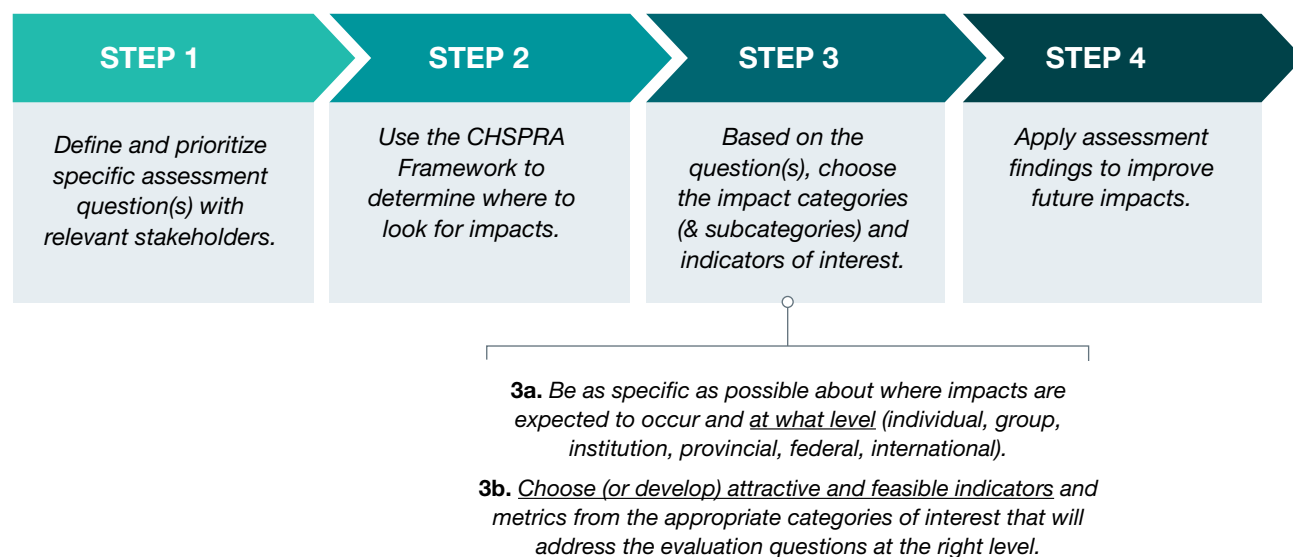 STEP 1
Define and prioritize
specific assessment
question(s) with
relevant stakeholders.
STEP 2
Use the CHSPRA
Framework to
determine where to
look for impacts.
STEP 3
Based on the
question(s), choose
the impact categories
(& subcategories) and
indicators of interest.
STEP 4
Apply assessment
findings to improve
future impacts.
3a. Be as specific as possible about where impacts are
expected to occur and at what level (individual, group,
institution, provincial, federal, international).
3b. Choose (or develop) attractive and feasible indicators and
metrics from the appropriate categories of interest that will
address the evaluation questions at the right level.